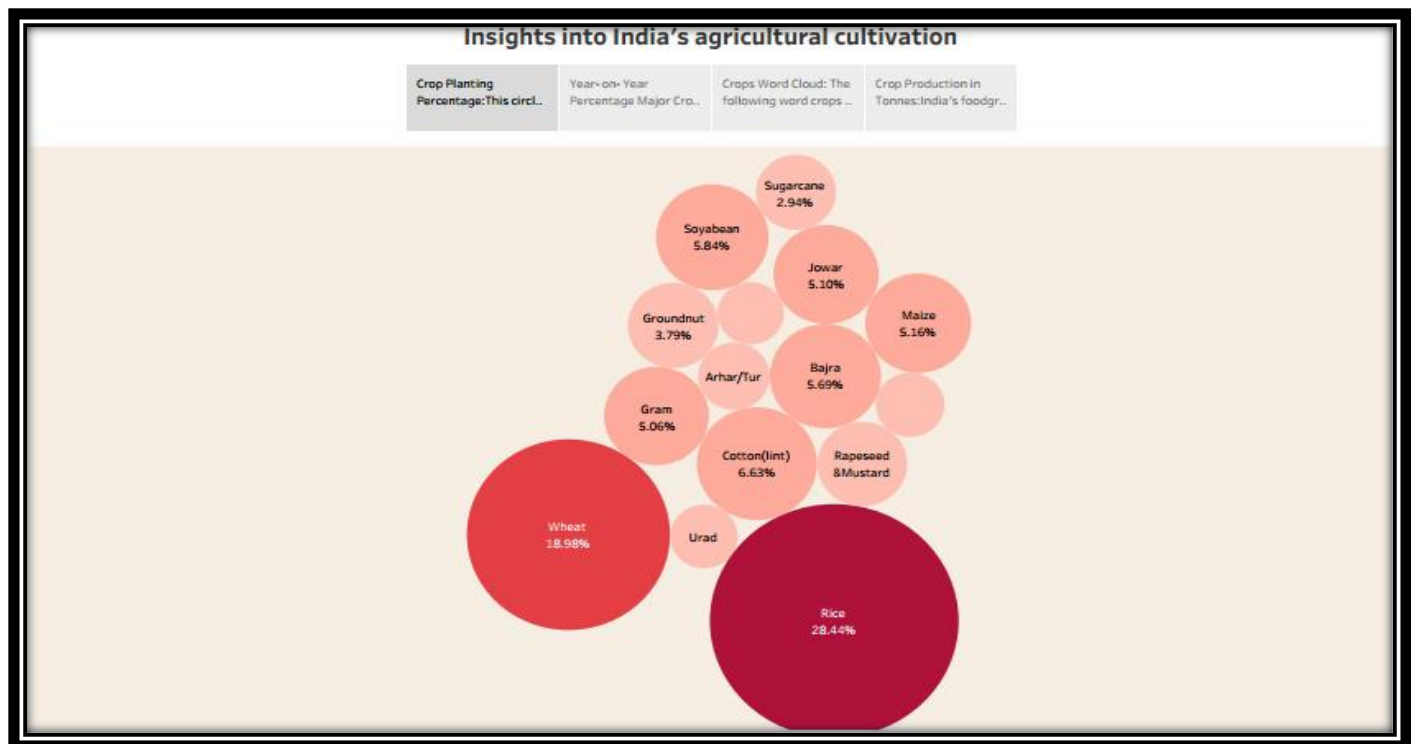 Insights into India's agricultural cultivation
Crop Planting
Percentage:This circl..
Year-on-Year
Percentage Major Cro..
Crops Word Cloud: The
following word crops ..
Crop Production in
Tonnes:India's foodgr..
Sugarcane
2.94%
Soyabean
5.84%
Jowar
5.10%
Groundnut
3.79%
Maize
5.16%
Arhar/Tur
Bajra
5.69%
Gram
5.06%
Cotton(lint)
6.63%
Rapeseed
&Mustard
Wheat
18.98%
Urad
Rice
28.44%